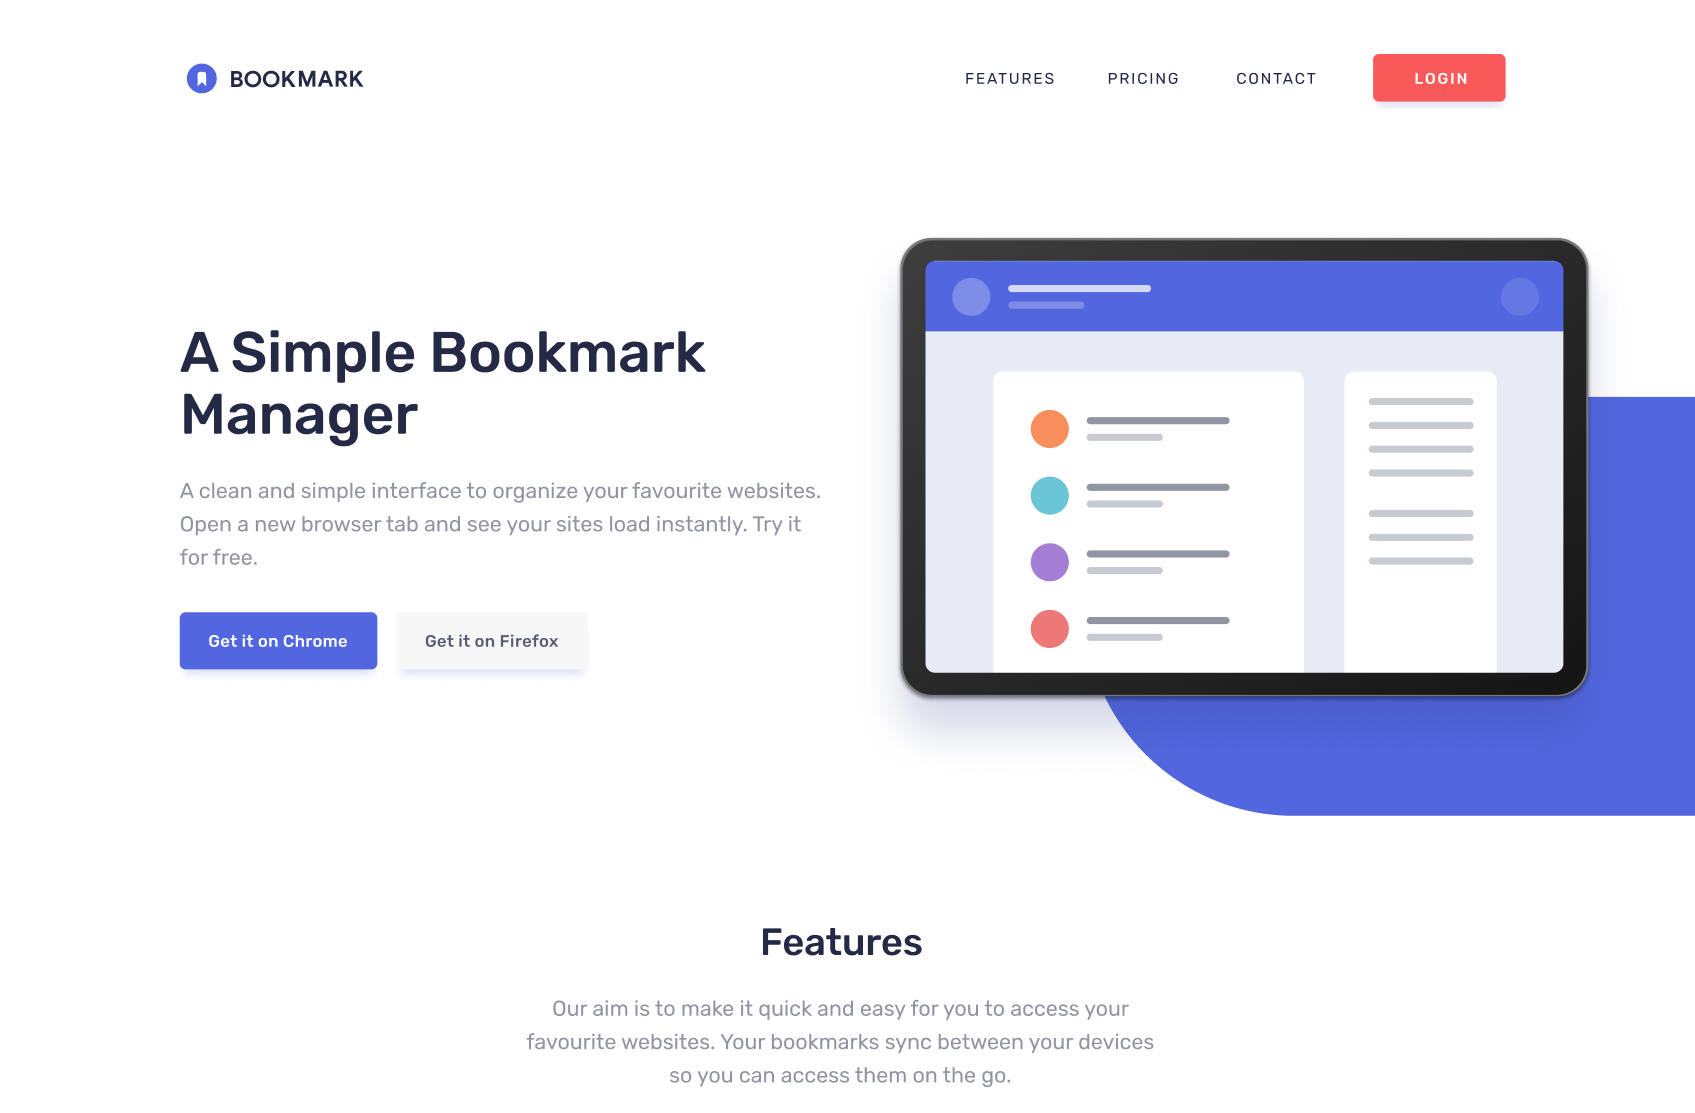 BOOKMARK
FEATURES PRICING CONTACT LOGIN
A Simple Bookmark
Manager
A clean and simple interface to organize your favourite websites.
Open a new browser tab and see your sites load instantly. Try it
for free.
Get it on Chrome Get it on Firefox
Features
Our aim is to make it quick and easy for you to access your
favourite websites. Your bookmarks sync between your devices
so you can access them on the go.